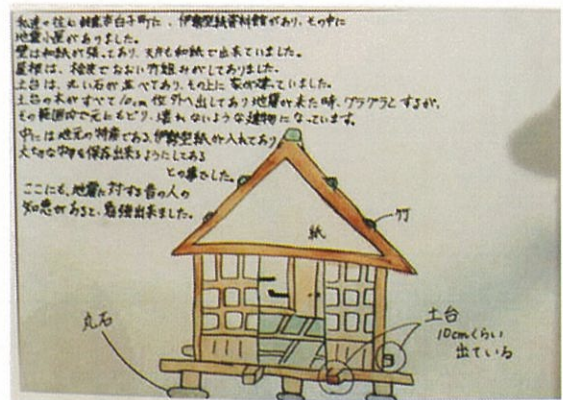 私達の住む鈴鹿市白子町に、伊勢型紙資料館があり、その中に
地震小屋がありました。
壁は和紙が張ってあり、天井も和紙で出来ていました。
屋根は、桧皮でおおい竹組みがしてありました。
土台は、丸い石が並べてあり、その上に家が建っていました。
土台の木がすべて10cm位外へ出してあり地震が来た時、グラグラとするが、
その範囲内で元にもどり、壊れないような建物になっています。
中には地元の特産である、伊勢型紙が入れてあり
大切な物を保存出来るようにしてある
との事でした。
ここにも、地震に対する昔の人の
知恵があると、勉強出来ました。
紙
竹
丸石
土台
10cmくらい
出ている